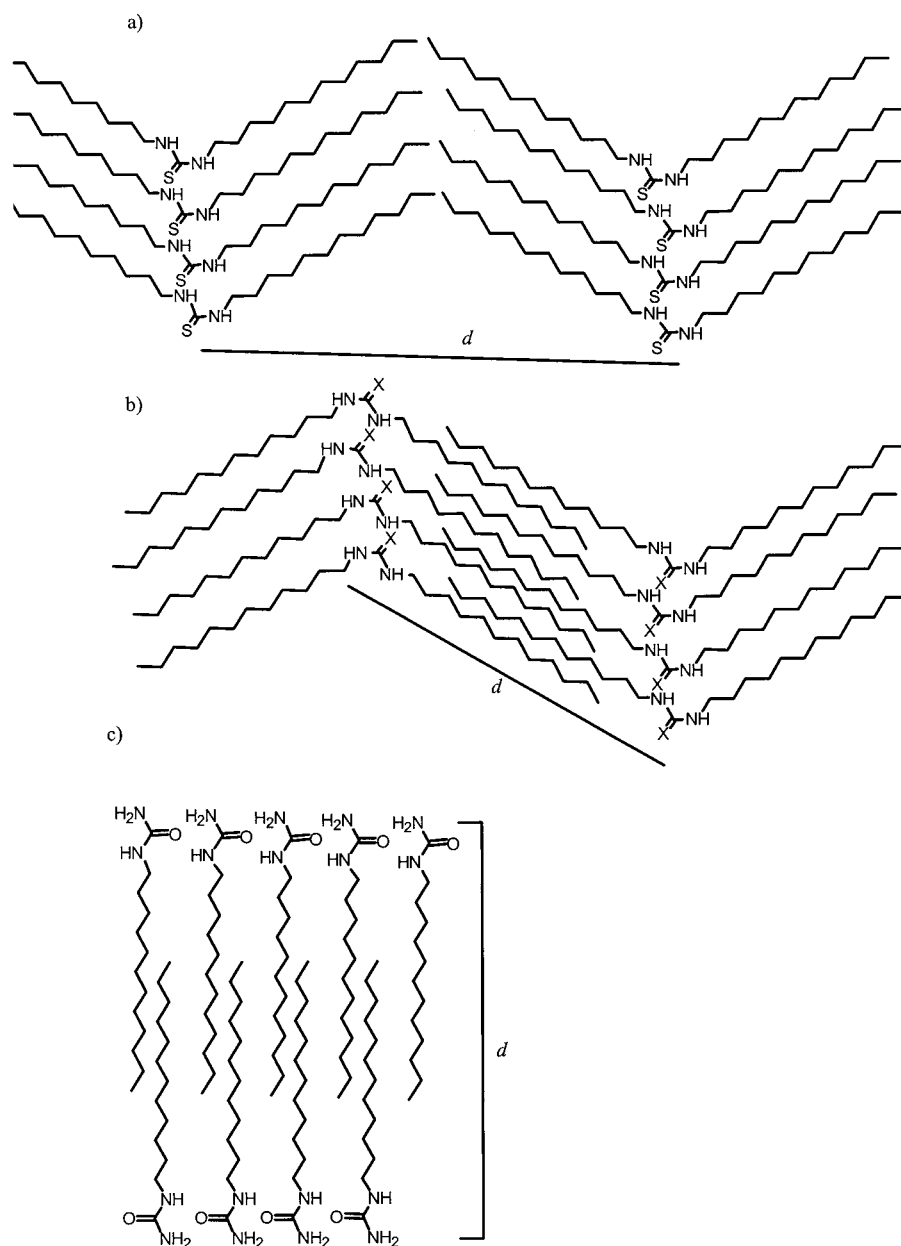 a)
NH NH
S NH S NH
NH NH
S NH S NH
NH NH
S NH S NH
NH NH
S NH S NH
d
b)
HN X
NH
HN X
NH
HN X
NH
HN X
NH
NH
X NH
NH
X NH
NH
X NH
NH
X NH
d
c)
H2N H2N H2N H2N H2N
O O O O O
HN HN HN HN HN
d
NH NH NH NH
O O O O
NH2 NH2 NH2 NH2